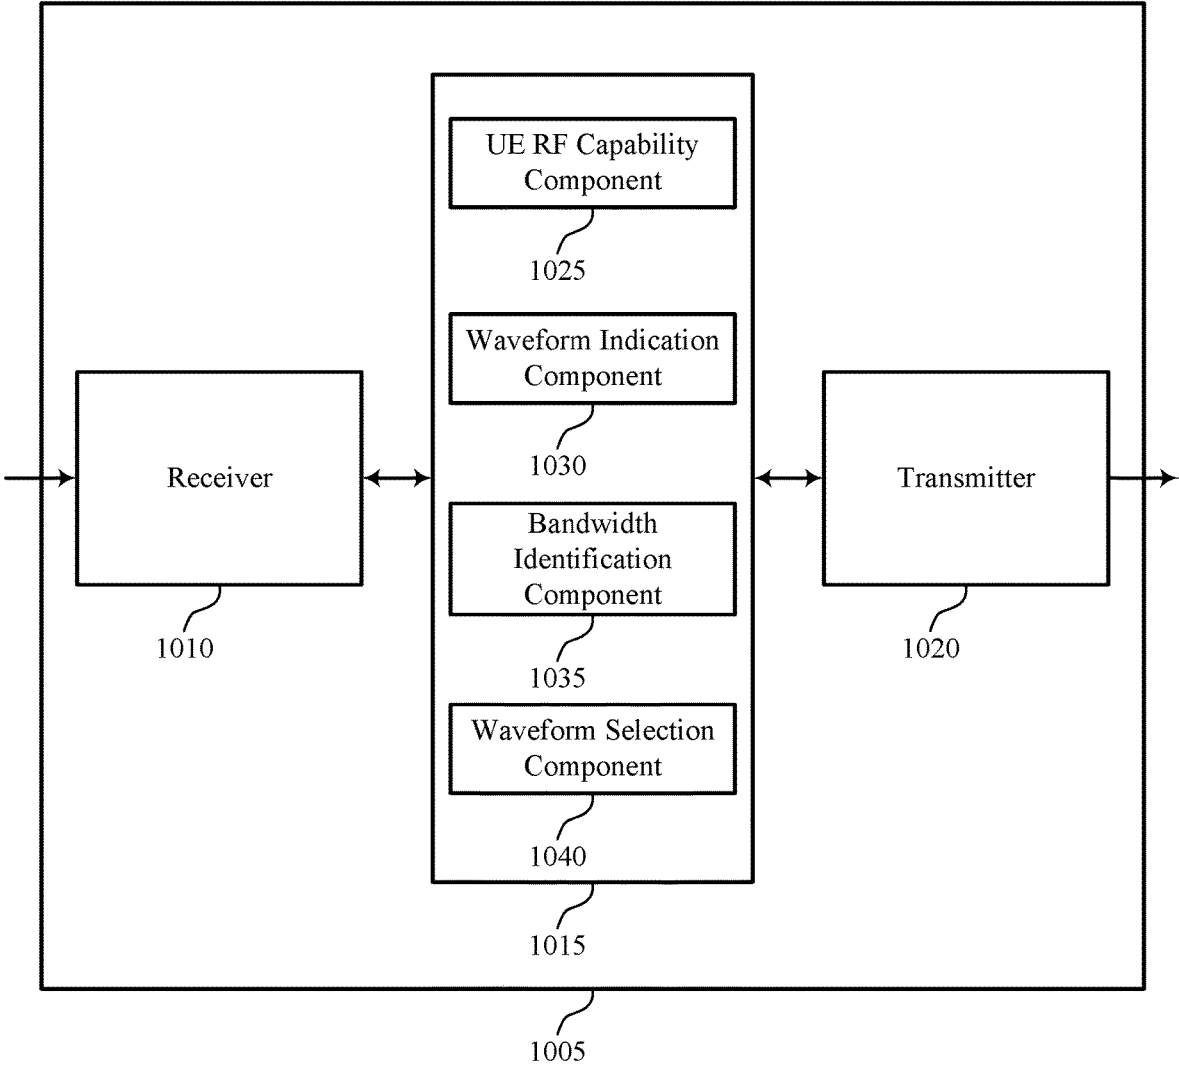 UE RF Capability
Component
1025
Waveform Indication
Component
1030
Receiver
1010
Bandwidth
Identification
Component
1035
Transmitter
1020
Waveform Selection
Component
1040
1015
1005